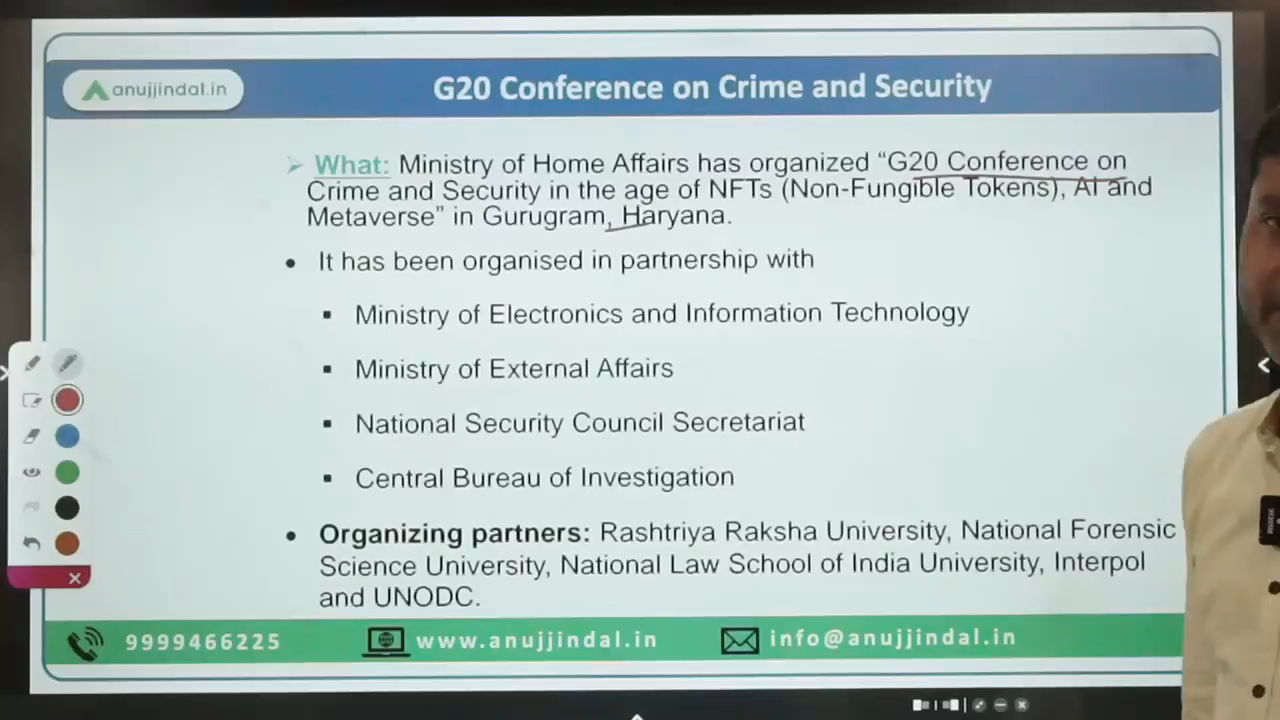 anujjindal.in
G20 Conference on Crime and Security
What: Ministry of Home Affairs has organized “G20 Conference on
Crime and Security in the age of NFTs (Non-Fungible Tokens), AI and
Metaverse” in Gurugram, Haryana.
It has been organised in partnership with
Ministry of Electronics and Information Technology
Ministry of External Affairs
National Security Council Secretariat
Central Bureau of Investigation
Organizing partners: Rashtriya Raksha University, National Forensic
Science University, National Law School of India University, Interpol
and UNODC.
9999466225 www.anujjindal.in info@anujjindal.in